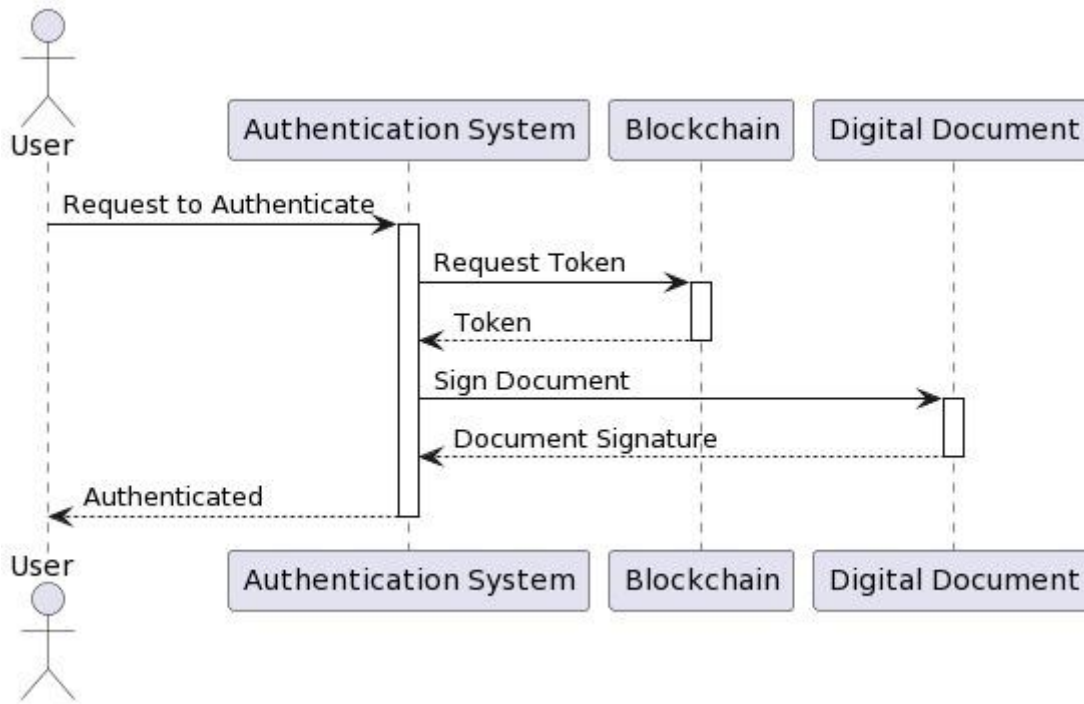 User
Authentication System
Blockchain
Digital Document
Request to Authenticate
Request Token
Token
Sign Document
Document Signature
Authenticated
User
Authentication System
Blockchain
Digital Document